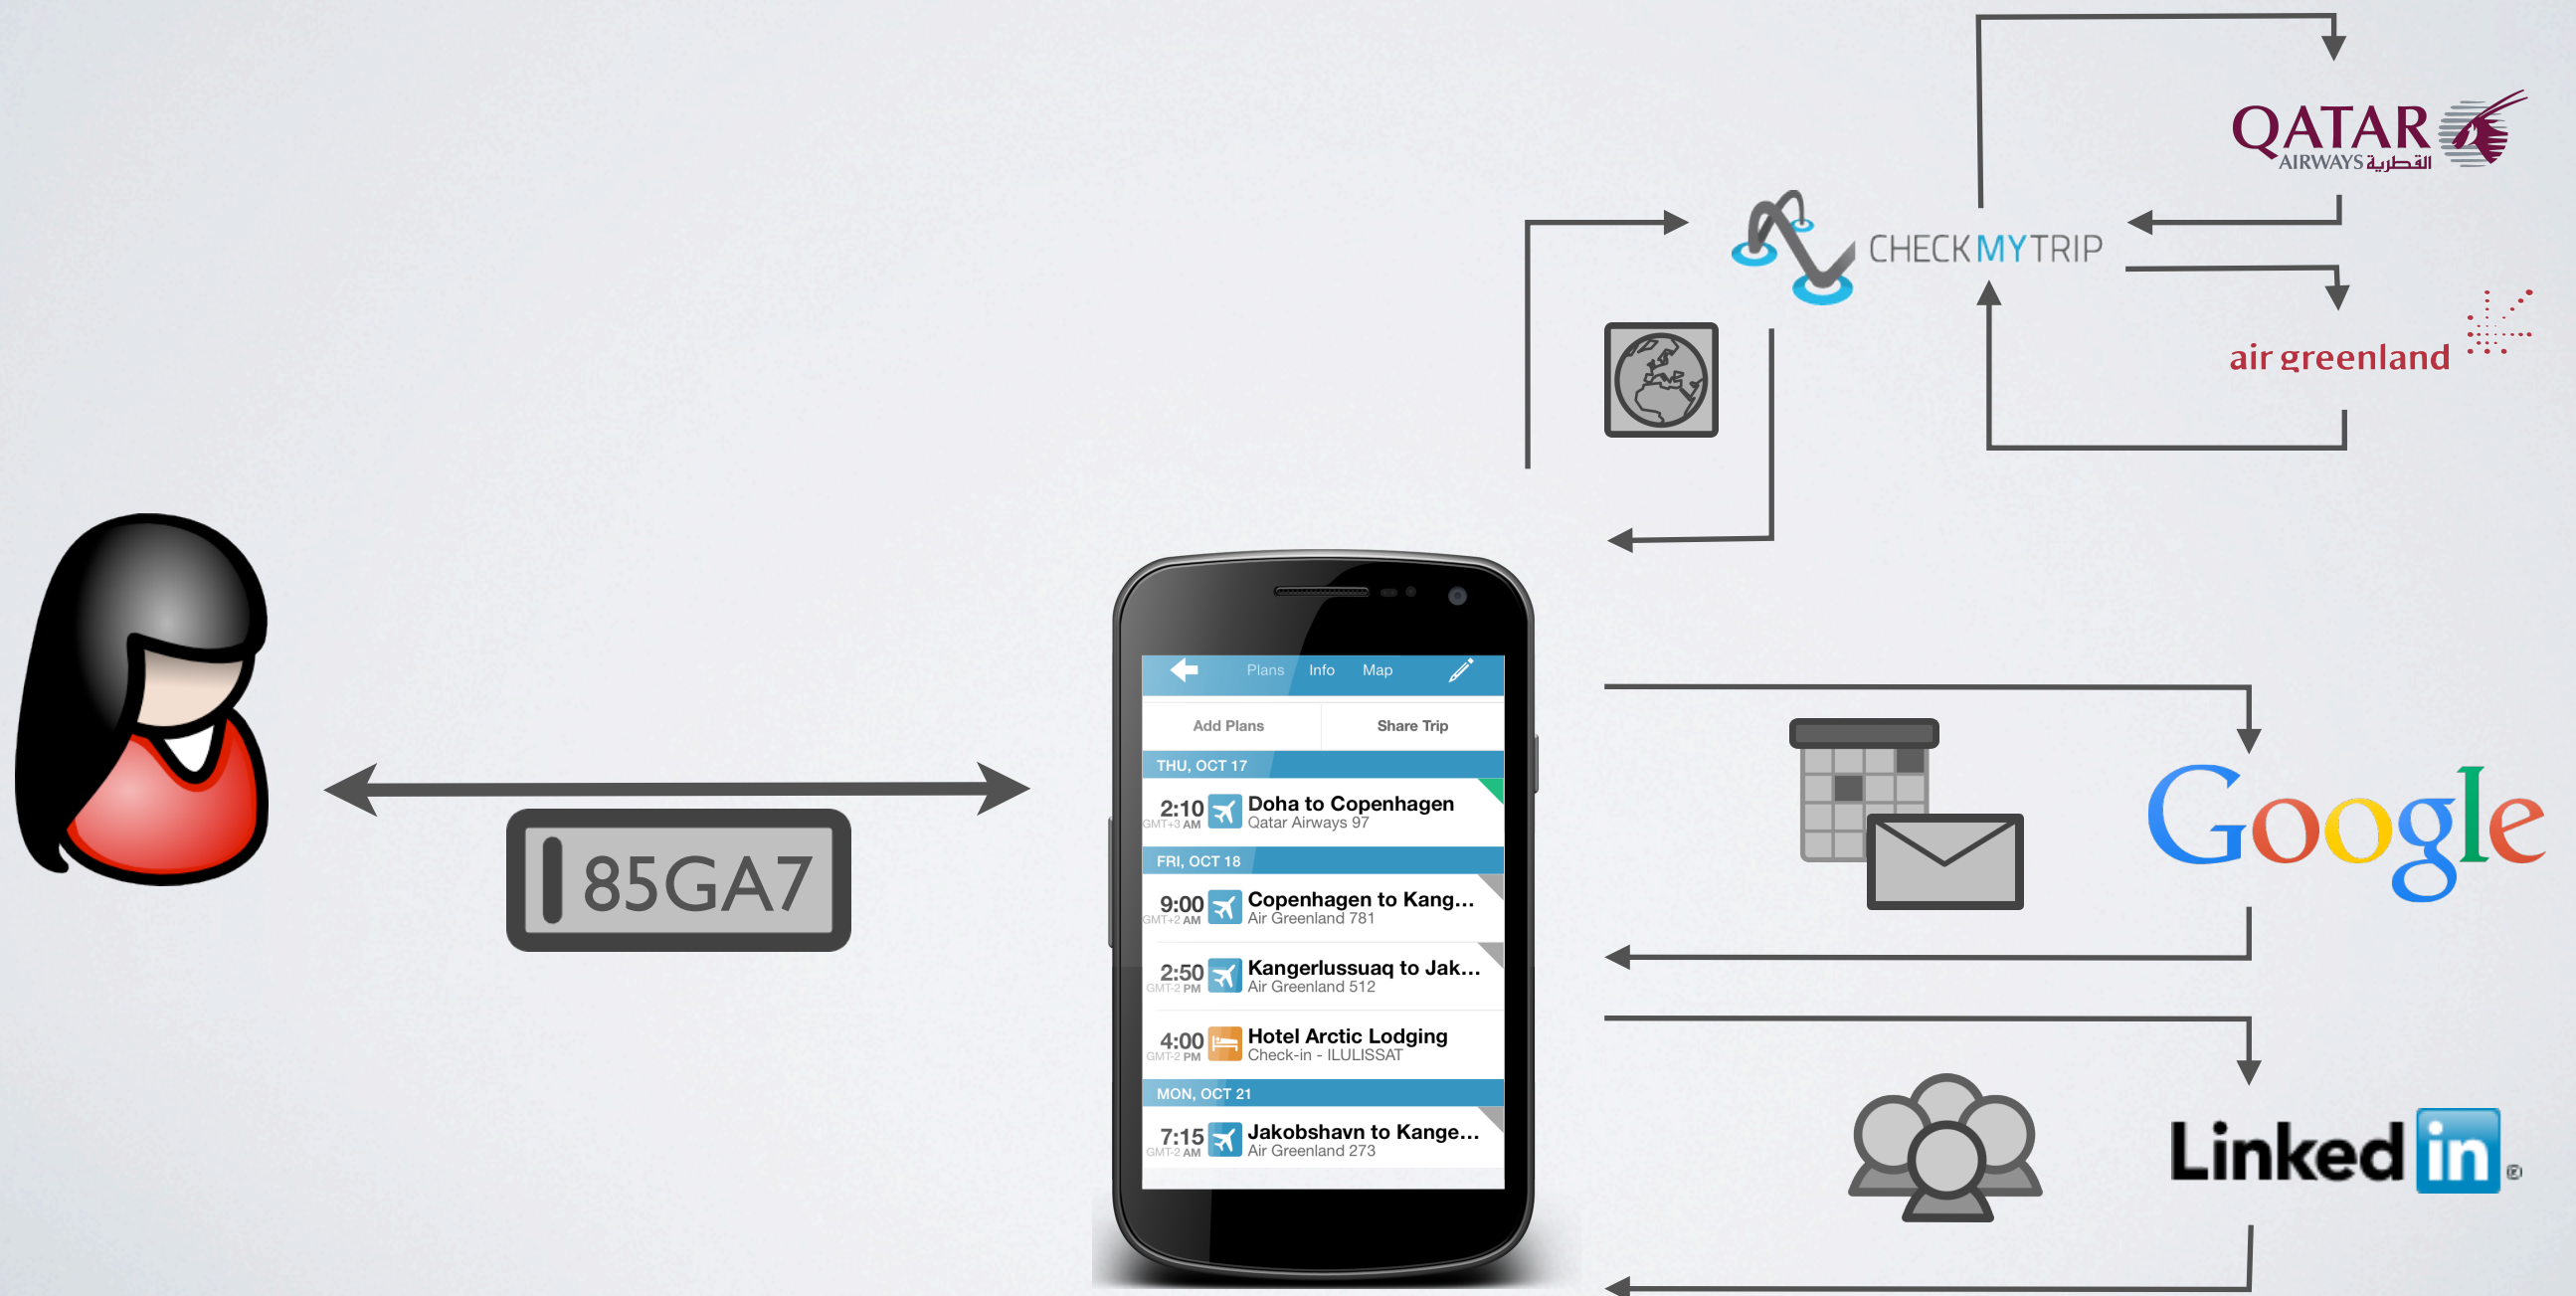 QATAR
AIRWAYS القطرية
CHECKMYTRIP
air greenland
Plans Info Map
Add Plans Share Trip
THU, OCT 17
2:10 Doha to Copenhagen
GMT+3 AM Qatar Airways 97
FRI, OCT 18
9:00 Copenhagen to Kang...
GMT+2 AM Air Greenland 781
2:50 Kangerlussuaq to Jak...
GMT-2 PM Air Greenland 512
4:00 Hotel Arctic Lodging
GMT-2 PM Check-in - ILULISSAT
MON, OCT 21
7:15 Jakobshavn to Kange...
GMT-2 AM Air Greenland 273
85GA7
Google
Linked in ®